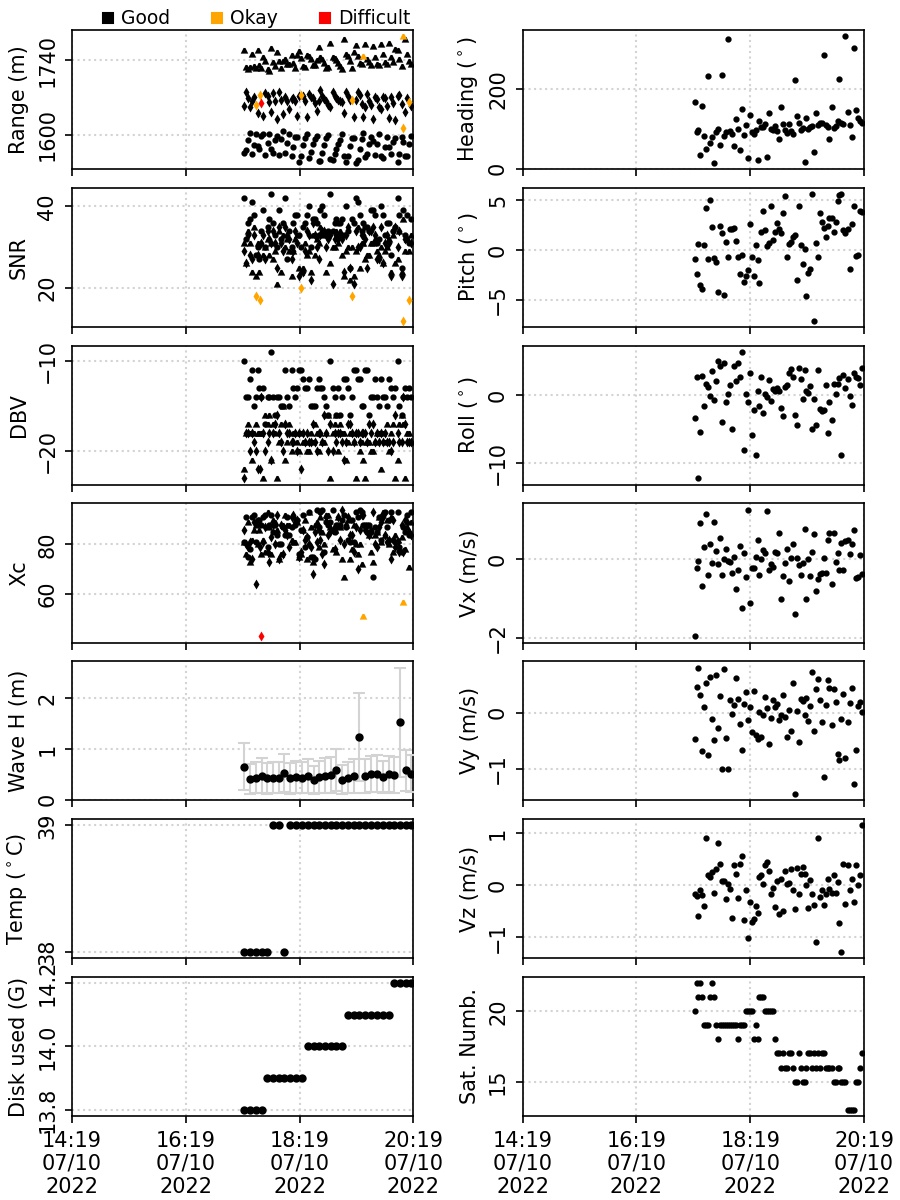 Good Okay Difficult
Range (m)
1740
1600
Heading (°)
200
0
SNR
40
20
Pitch (°)
5
0
−5
DBV
−10
−20
Roll (°)
0
−10
Xc
80
60
Vx (m/s)
0
−2
Wave H (m)
2
1
0
Vy (m/s)
0
−1
Temp (°C)
39
38
Vz (m/s)
1
0
−1
Disk used (G)
14.2
14.0
13.8
Sat. Numb.
20
15
14:19 16:19 18:19 20:19
07/10 07/10 07/10 07/10
2022 2022 2022 2022
14:19 16:19 18:19 20:19
07/10 07/10 07/10 07/10
2022 2022 2022 2022